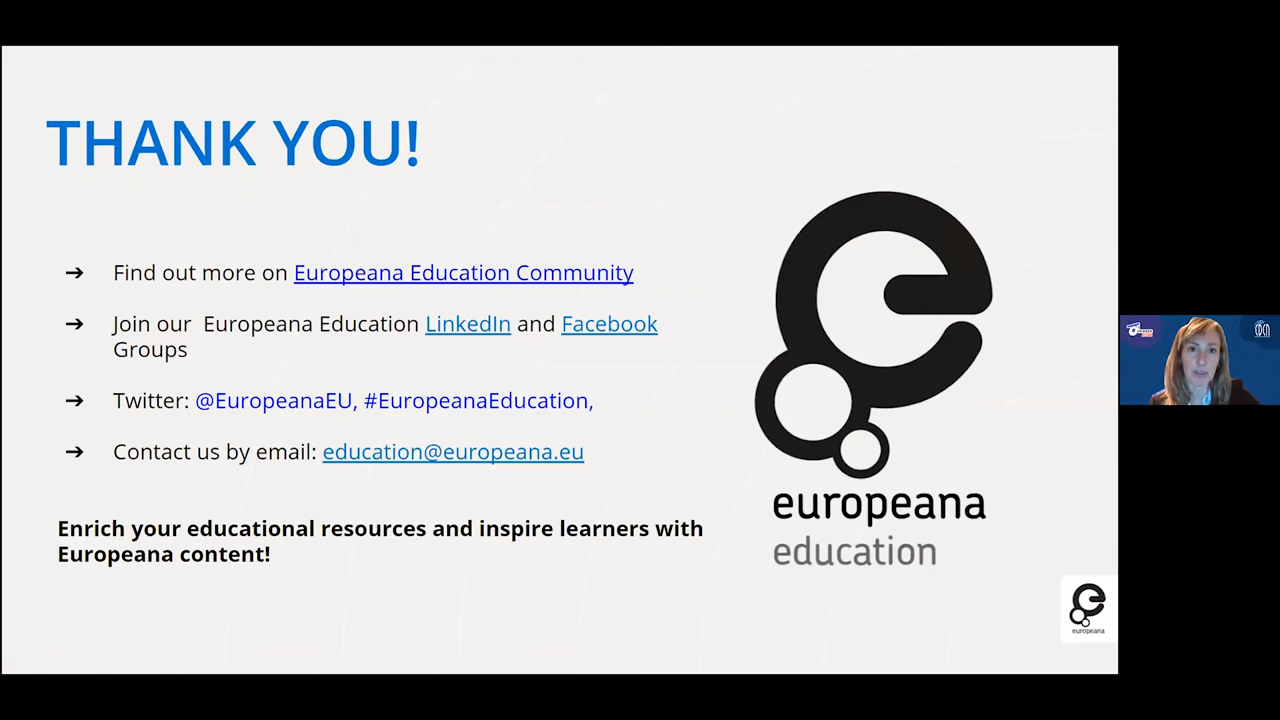 THANK YOU!
➔ Find out more on Europeana Education Community
➔ Join our  Europeana Education LinkedIn and Facebook
Groups
➔ Twitter: @EuropeanaEU, #EuropeanaEducation,
➔ Contact us by email: education@europeana.eu
Enrich your educational resources and inspire learners with
Europeana content!
europeana
education
europeana